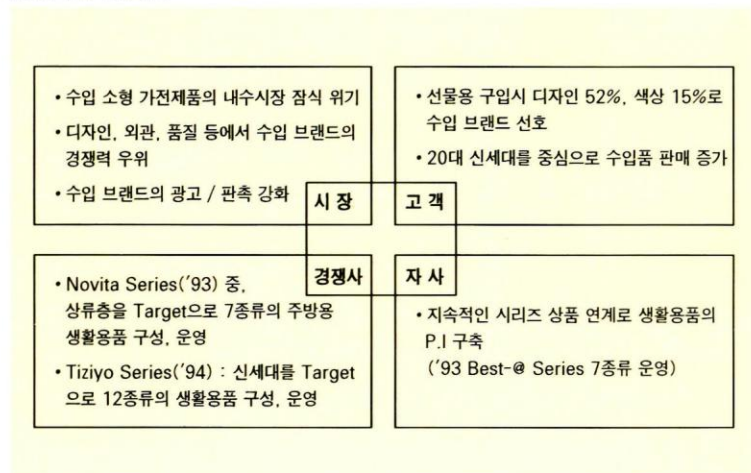 • 수입 소형 가전제품의 내수시장 잠식 위기
• 디자인, 외관, 품질 등에서 수입 브랜드의
경쟁력 우위
• 수입 브랜드의 광고 / 판촉 강화
시 장
• 선물용 구입시 디자인 52%, 색상 15%로
수입 브랜드 선호
• 20대 신세대를 중심으로 수입품 판매 증가
고 객
경쟁사
• Novita Series('93) 중,
상류층을 Target으로 7종류의 주방용
생활용품 구성, 운영
• Tiziyo Series('94) : 신세대를 Target
으로 12종류의 생활용품 구성, 운영
자 사
• 지속적인 시리즈 상품 연계로 생활용품의
P.I 구축
('93 Best-@ Series 7종류 운영)